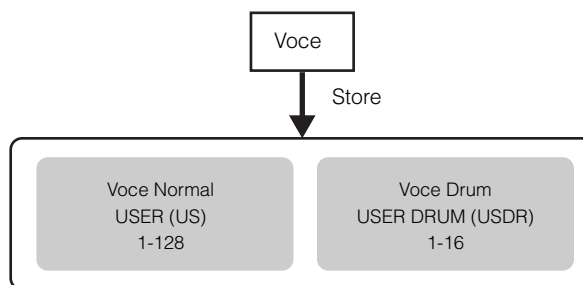 Voce
Store
Voce Normal
USER (US)
1-128
Voce Drum
USER DRUM (USDR)
1-16